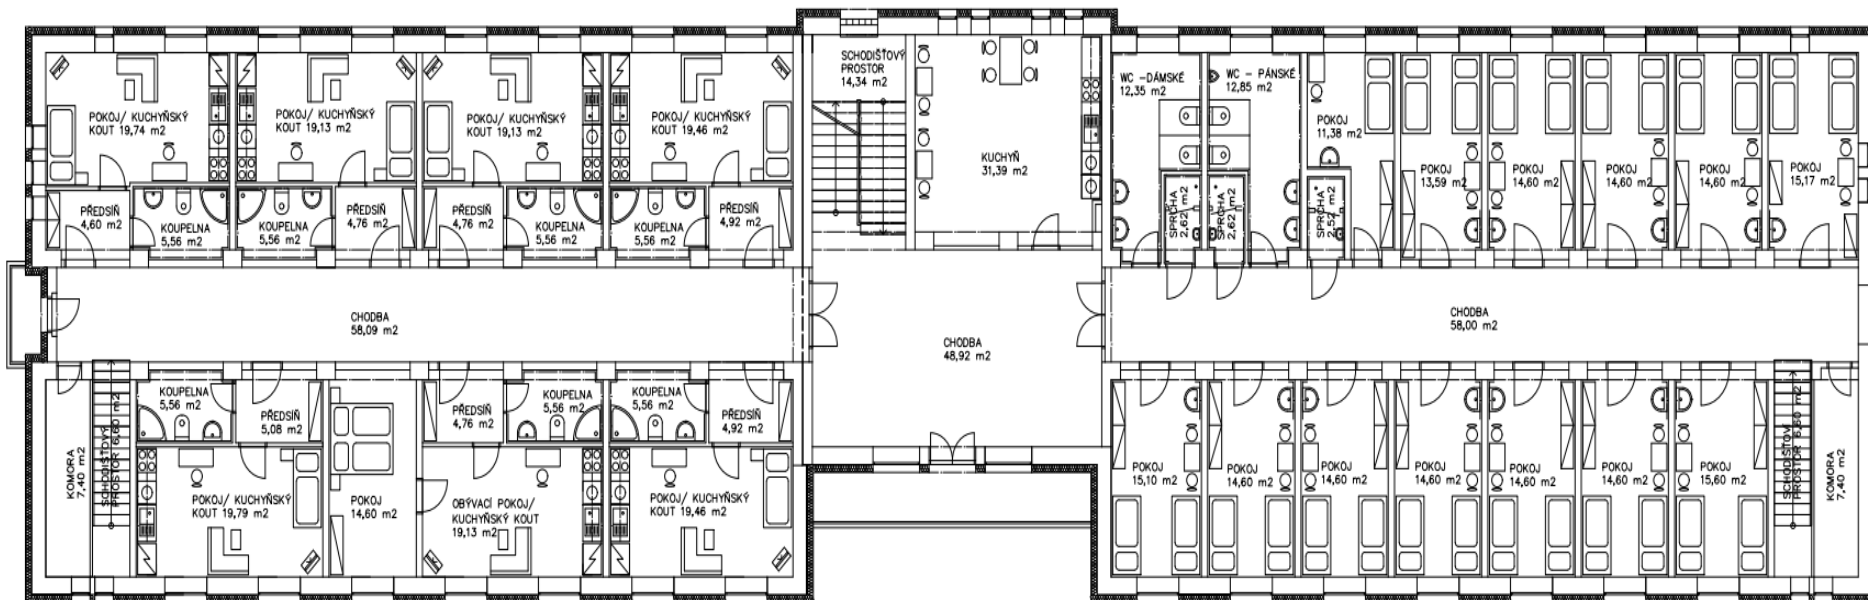 POKOJ/ KUCHYŇSKÝ
KOUT 19,74 m2
POKOJ/ KUCHYŇSKÝ
KOUT 19,13 m2
POKOJ/ KUCHYŇSKÝ
KOUT 19,13 m2
POKOJ/ KUCHYŇSKÝ
KOUT 19,46 m2
SCHODIŠŤOVÝ
PROSTOR
14,34 m2
KUCHYŇ
31,39 m2
WC -DÁMSKÉ
12,35 m2
WC - PÁNSKÉ
12,85 m2
POKOJ
11,38 m2
POKOJ
13,59 m2
POKOJ
14,60 m2
POKOJ
14,60 m2
POKOJ
14,60 m2
POKOJ
15,17 m2
PŘEDSÍŇ
4,60 m2
KOUPELNA
5,56 m2
KOUPELNA
5,56 m2
PŘEDSÍŇ
4,76 m2
PŘEDSÍŇ
4,76 m2
KOUPELNA
5,56 m2
KOUPELNA
5,56 m2
PŘEDSÍŇ
4,92 m2
SPRCHA
2,62 m2
SPRCHA
2,62 m2
SPRCHA
2,52 m2
CHODBA
58,09 m2
CHODBA
48,92 m2
CHODBA
58,00 m2
KOMORA
7,40 m2
SCHODIŠŤOVÝ
PROSTOR 6,60 m2
KOUPELNA
5,56 m2
PŘEDSÍŇ
5,08 m2
PŘEDSÍŇ
4,76 m2
KOUPELNA
5,56 m2
KOUPELNA
5,56 m2
PŘEDSÍŇ
4,92 m2
POKOJ/ KUCHYŇSKÝ
KOUT 19,79 m2
POKOJ
14,60 m2
OBÝVACÍ POKOJ/
KUCHYŇSKÝ KOUT
19,13 m2
POKOJ/ KUCHYŇSKÝ
KOUT 19,46 m2
POKOJ
15,10 m2
POKOJ
14,60 m2
POKOJ
14,60 m2
POKOJ
14,60 m2
POKOJ
14,60 m2
POKOJ
14,60 m2
POKOJ
15,60 m2
SCHODIŠŤOVÍ
PROSTOR 6,60 m2
KOMORA
7,40 m2